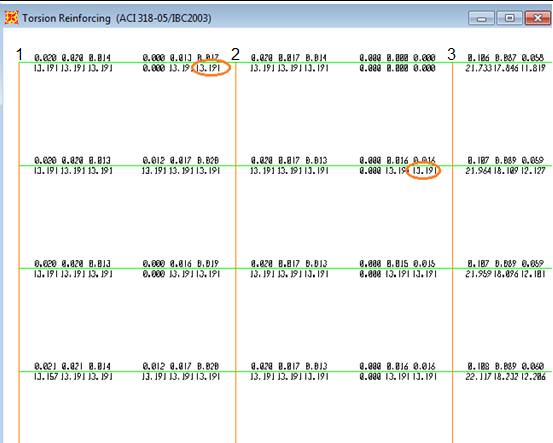 Torsion Reinforcing (ACI 318-05/IBC2003)
1 2 3
0.020 0.020 0.014 0.000 0.013 0.017 0.020 0.017 0.014 0.000 0.000 0.000 0.106 0.087 0.058
13.191 13.191 13.191 0.000 13.191 13.191 13.191 13.191 13.191 0.000 0.000 0.000 21.733 17.846 11.819
0.020 0.020 0.013 0.012 0.017 0.020 0.020 0.017 0.013 0.000 0.016 0.016 0.107 0.089 0.059
13.191 13.191 13.191 13.191 13.191 13.191 13.191 13.191 13.191 0.000 13.191 13.191 21.964 18.109 12.127
0.020 0.020 0.013 0.000 0.016 0.019 0.020 0.017 0.013 0.000 0.015 0.015 0.107 0.089 0.059
13.191 13.191 13.191 0.000 13.191 13.191 13.191 13.191 13.191 0.000 13.191 13.191 21.959 18.096 12.101
0.021 0.021 0.014 0.012 0.017 0.020 0.020 0.017 0.013 0.000 0.016 0.016 0.108 0.089 0.060
13.157 13.191 13.191 13.191 13.191 13.191 13.191 13.191 13.191 0.000 13.191 13.191 22.117 18.232 12.206